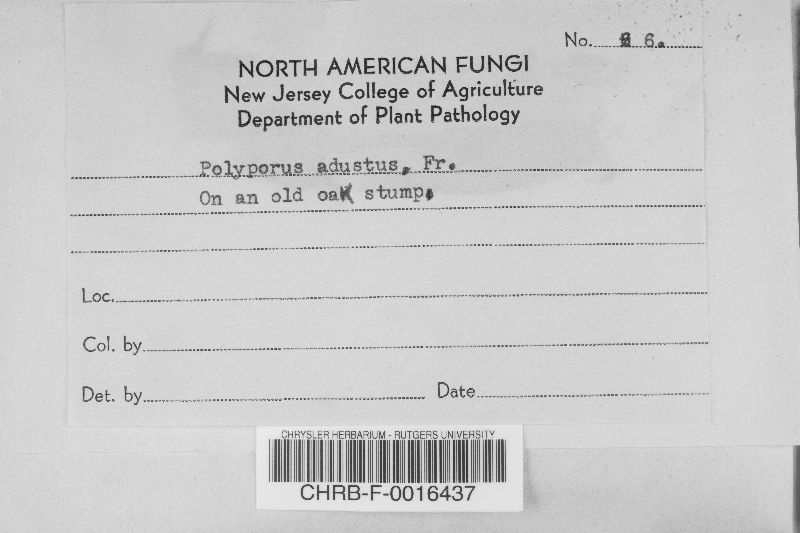 No. 6.
NORTH AMERICAN FUNGI
New Jersey College of Agriculture
Department of Plant Pathology
Polyporus adustus, Fr.
On an old oak stump.
Loc.
Col. by
Det. by
Date
CHRYSLER HERBARIUM - RUTGERS UNIVERSITY
CHRB-F-0016437